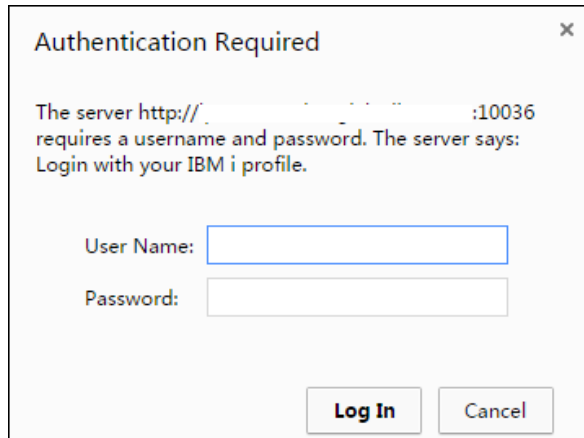 Authentication Required
The server http:// :10036
requires a username and password. The server says:
Login with your IBM i profile.
User Name:
Password:
Log In
Cancel